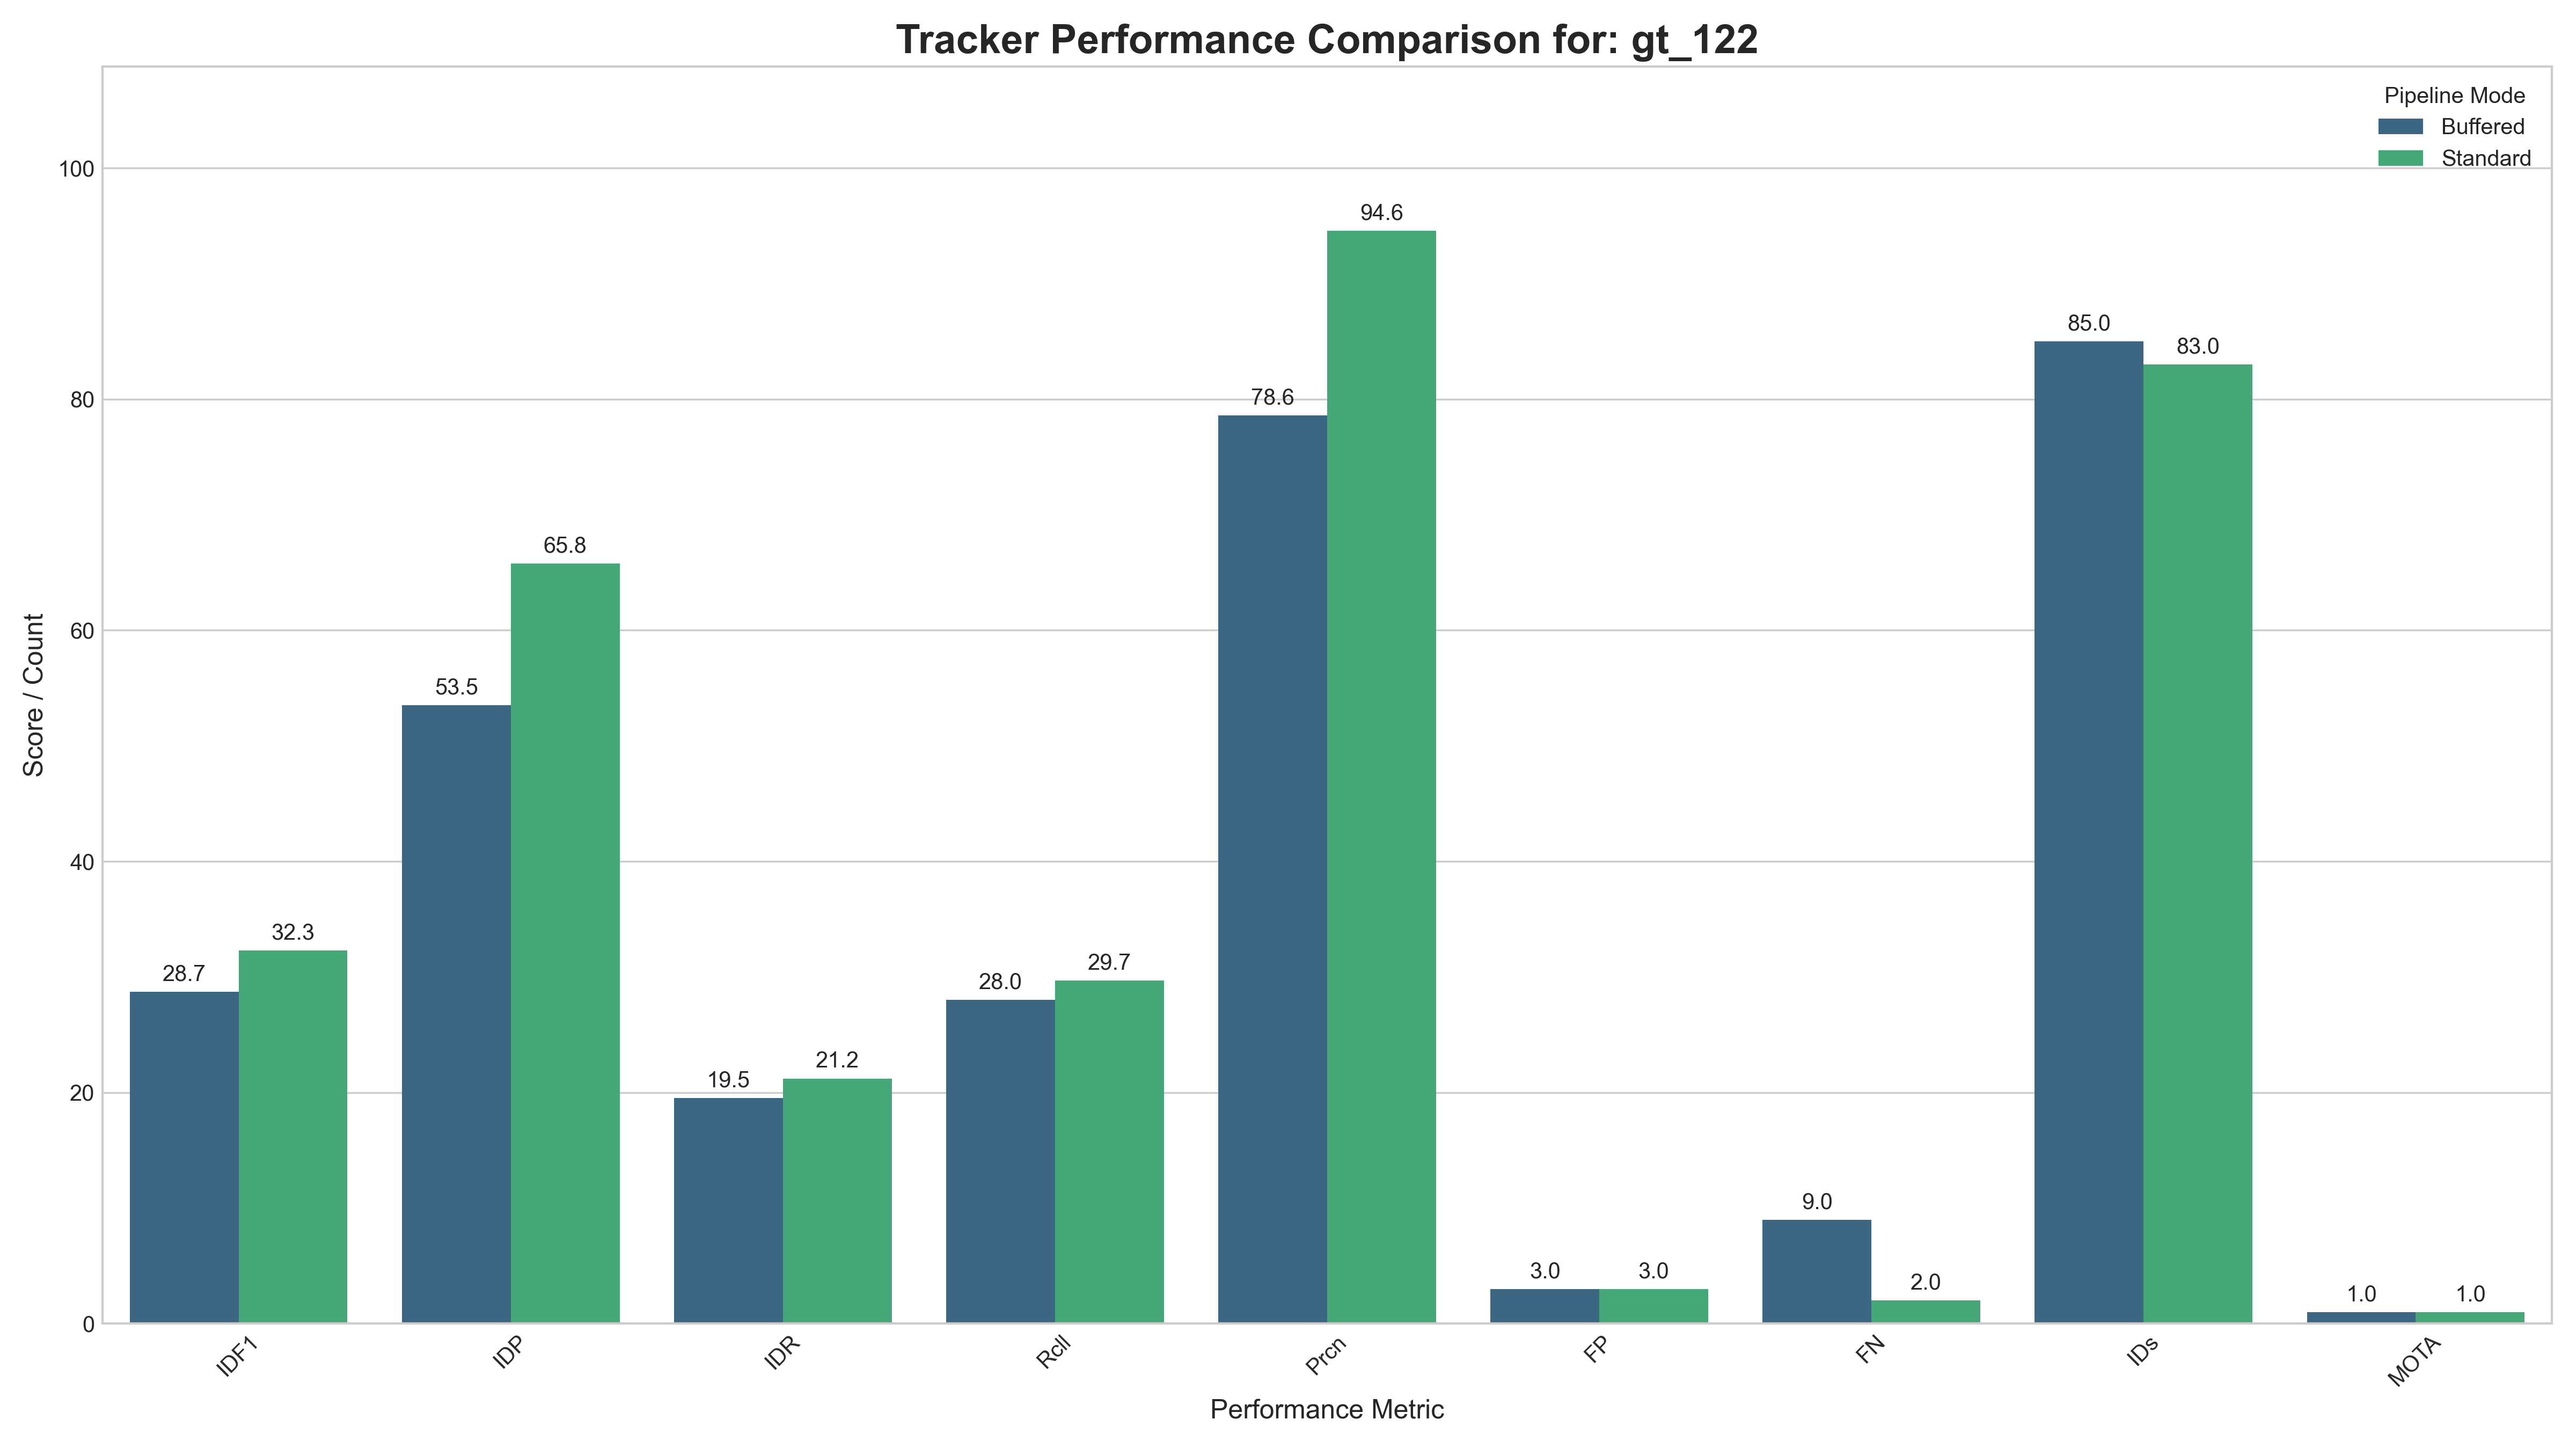 Tracker Performance Comparison for: gt_122
Pipeline Mode
Buffered
Standard
Score / Count
100
80
60
40
20
0
28.7
32.3
53.5
65.8
19.5
21.2
28.0
29.7
78.6
94.6
3.0
3.0
9.0
2.0
85.0
83.0
1.0
1.0
IDF1
IDP
IDR
Rcll
Prcn
FP
FN
IDs
MOTA
Performance Metric